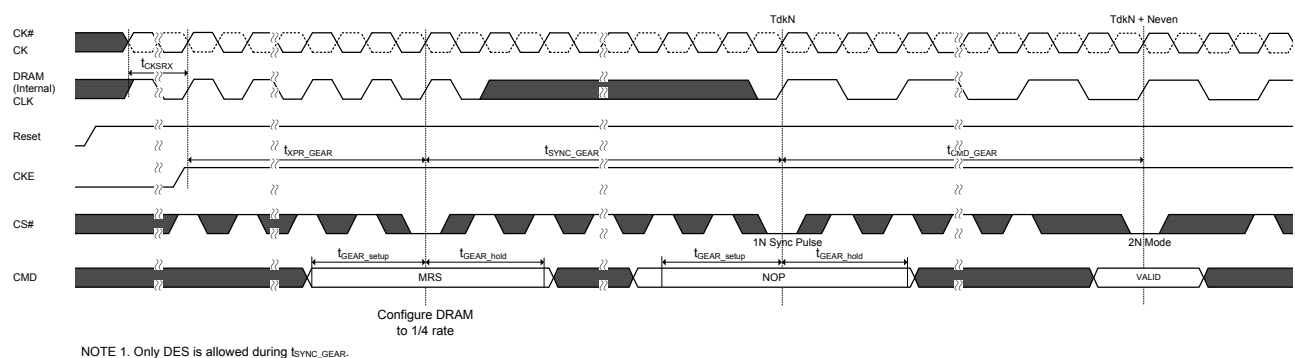 TdkN
TdkN + Neven
CK#
CK
tCKSRX
DRAM
(Internal)
CLK
Reset
tXPR_GEAR
tSYNC_GEAR
tCMD_GEAR
CKE
CS#
1N Sync Pulse
2N Mode
tGEAR_setup
tGEAR_hold
tGEAR_setup
tGEAR_hold
CMD
MRS
NOP
VALID
Configure DRAM
to 1/4 rate
NOTE 1. Only DES is allowed during tSYNC_GEAR.